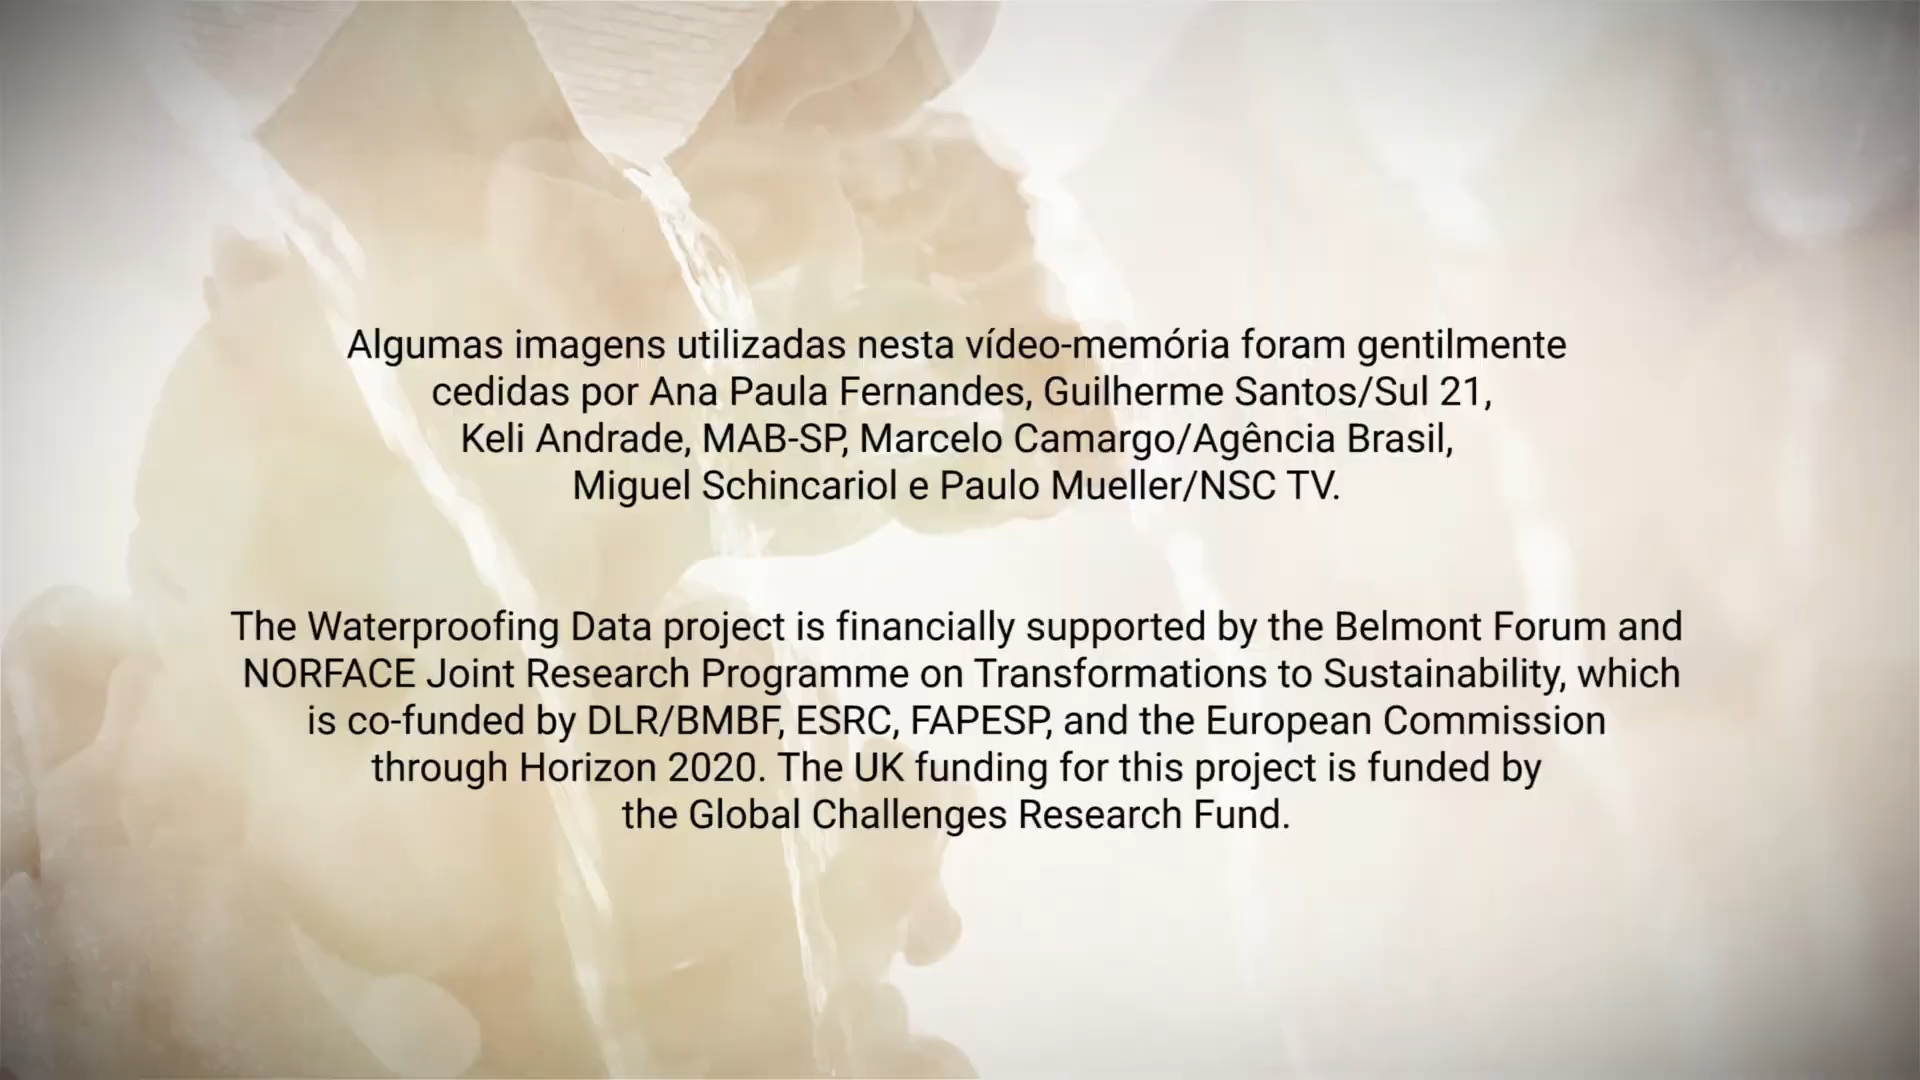 Algumas imagens utilizadas nesta vídeo-memória foram gentilmente
cedidas por Ana Paula Fernandes, Guilherme Santos/Sul 21,
Keli Andrade, MAB-SP, Marcelo Camargo/Agência Brasil,
Miguel Schincariol e Paulo Mueller/NSC TV.
The Waterproofing Data project is financially supported by the Belmont Forum and
NORFACE Joint Research Programme on Transformations to Sustainability, which
is co-funded by DLR/BMBF, ESRC, FAPESP, and the European Commission
through Horizon 2020. The UK funding for this project is funded by
the Global Challenges Research Fund.